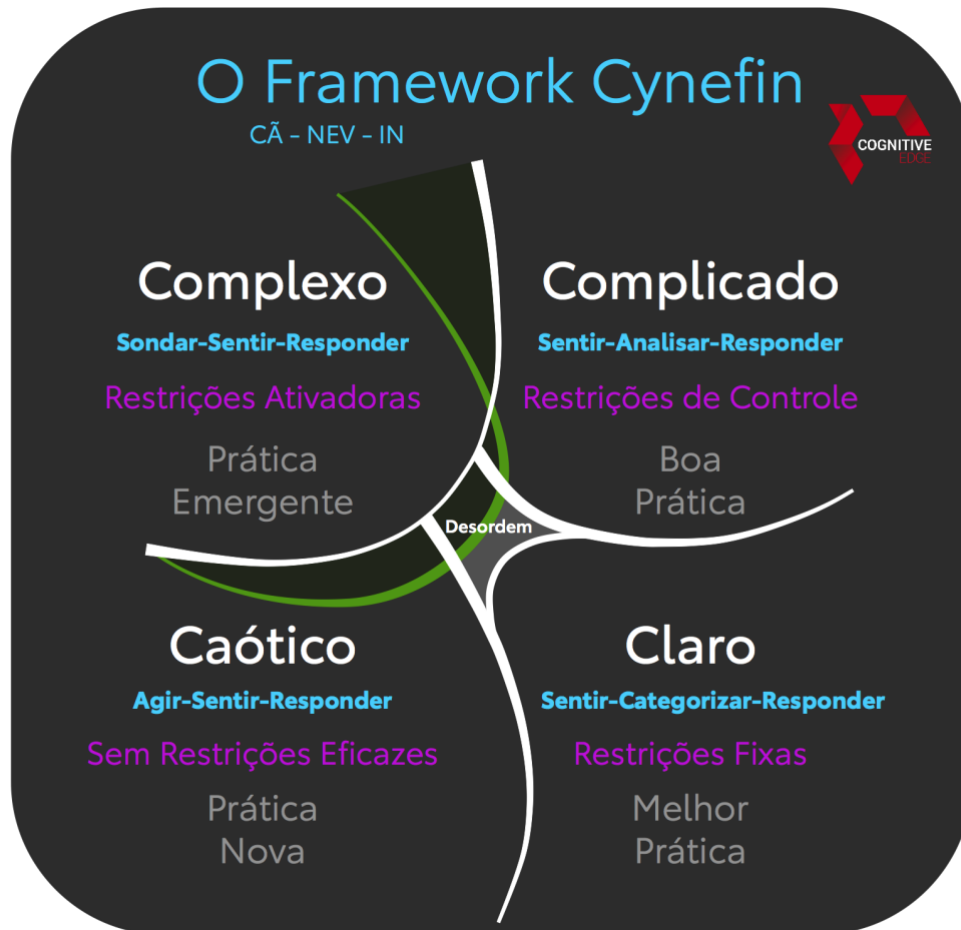 O Framework Cynefin
CÃ - NEV - IN
COGNITIVE
EDGE
Complexo
Sondar-Sentir-Responder
Restrições Ativadoras
Prática
Emergente
Complicado
Sentir-Analisar-Responder
Restrições de Controle
Boa
Prática
Desordem
Caótico
Agir-Sentir-Responder
Sem Restrições Eficazes
Prática
Nova
Claro
Sentir-Categorizar-Responder
Restrições Fixas
Melhor
Prática